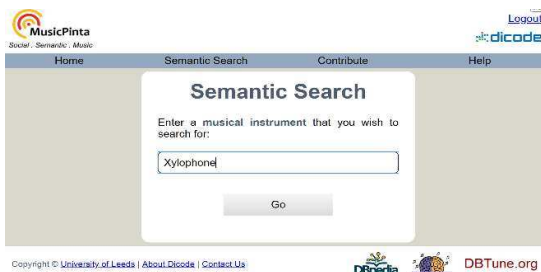 MusicPinta
Social . Semantic . Music
Logout
dicode
Home Semantic Search Contribute Help
Semantic Search
Enter a musical instrument that you wish to
search for:
Xylophone
Go
Copyright © University of Leeds | About Dicode | Contact Us
DBpedia
DBTune.org